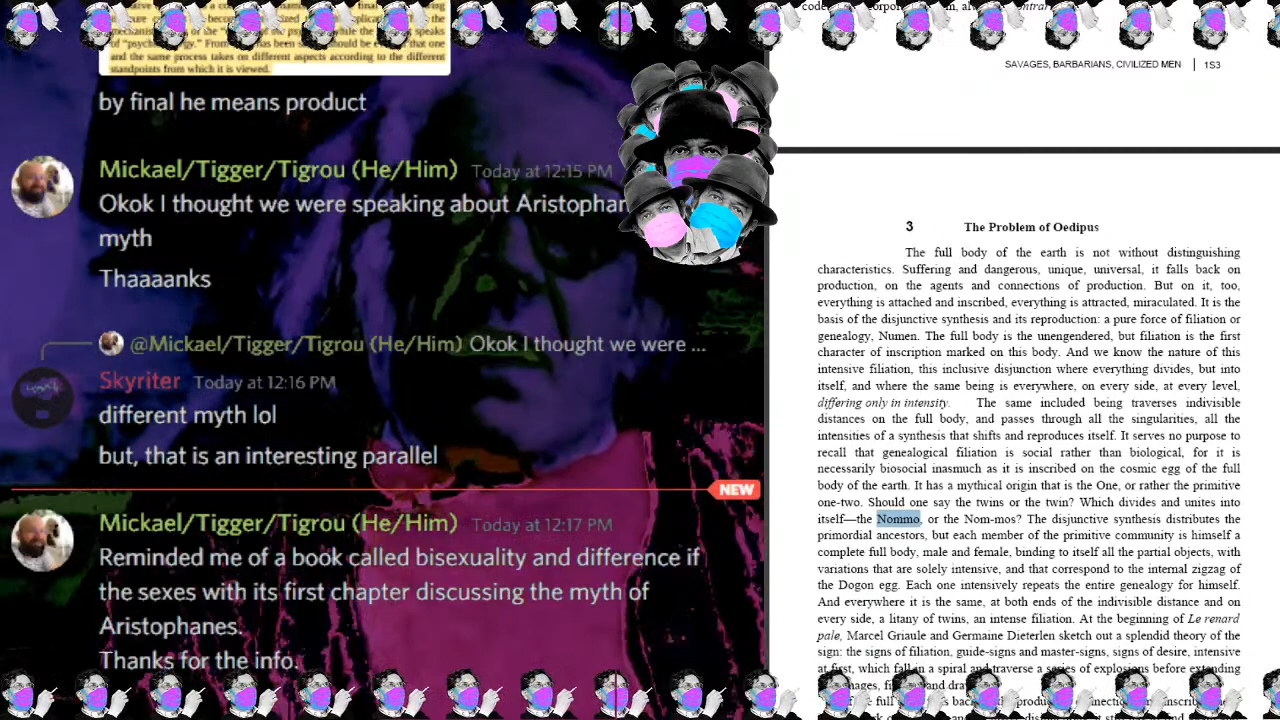 standpoints from which it is viewed.
by final he means product
Mickael/Tigger/Tigrou (He/Him) Today at 12:15 PM
Okok I thought we were speaking about Aristophan
myth
Thaaaanks
@Mickael/Tigger/Tigrou (He/Him) Okok I thought we were ...
Skyriter Today at 12:16 PM
different myth lol
but, that is an interesting parallel
NEW
Mickael/Tigger/Tigrou (He/Him) Today at 12:17 PM
Reminded me of a book called bisexuality and difference if
the sexes with its first chapter discussing the myth of
Aristophanes.
Thanks for the info.
SAVAGES, BARBARIANS, CIVILIZED MEN | 1S3
3 The Problem of Oedipus
The full body of the earth is not without distinguishing
characteristics. Suffering and dangerous, unique, universal, it falls back on
production, on the agents and connections of production. But on it, too,
everything is attached and inscribed, everything is attracted, miraculated. It is the
basis of the disjunctive synthesis and its reproduction: a pure force of filiation or
genealogy, Numen. The full body is the unengendered, but filiation is the first
character of inscription marked on this body. And we know the nature of this
intensive filiation, this inclusive disjunction where everything divides, but into
itself, and where the same being is everywhere, on every side, at every level,
differing only in intensity. The same included being traverses indivisible
distances on the full body, and passes through all the singularities, all the
intensities of a synthesis that shifts and reproduces itself. It serves no purpose to
recall that genealogical filiation is social rather than biological, for it is
necessarily biosocial inasmuch as it is inscribed on the cosmic egg of the full
body of the earth. It has a mythical origin that is the One, or rather the primitive
one-two. Should one say the twins or the twin? Which divides and unites into
itself—the Nommo, or the Nom-mos? The disjunctive synthesis distributes the
primordial ancestors, but each member of the primitive community is himself a
complete full body, male and female, binding to itself all the partial objects, with
variations that are solely intensive, and that correspond to the internal zigzag of
the Dogon egg. Each one intensively repeats the entire genealogy for himself.
And everywhere it is the same, at both ends of the indivisible distance and on
every side, a litany of twins, an intense filiation. At the beginning of Le renard
pale, Marcel Griaule and Germaine Dieterlen sketch out a splendid theory of the
sign: the signs of filiation, guide-signs and master-signs, signs of desire, intensive
at first, which fall in a spiral and traverse a series of explosions before extending